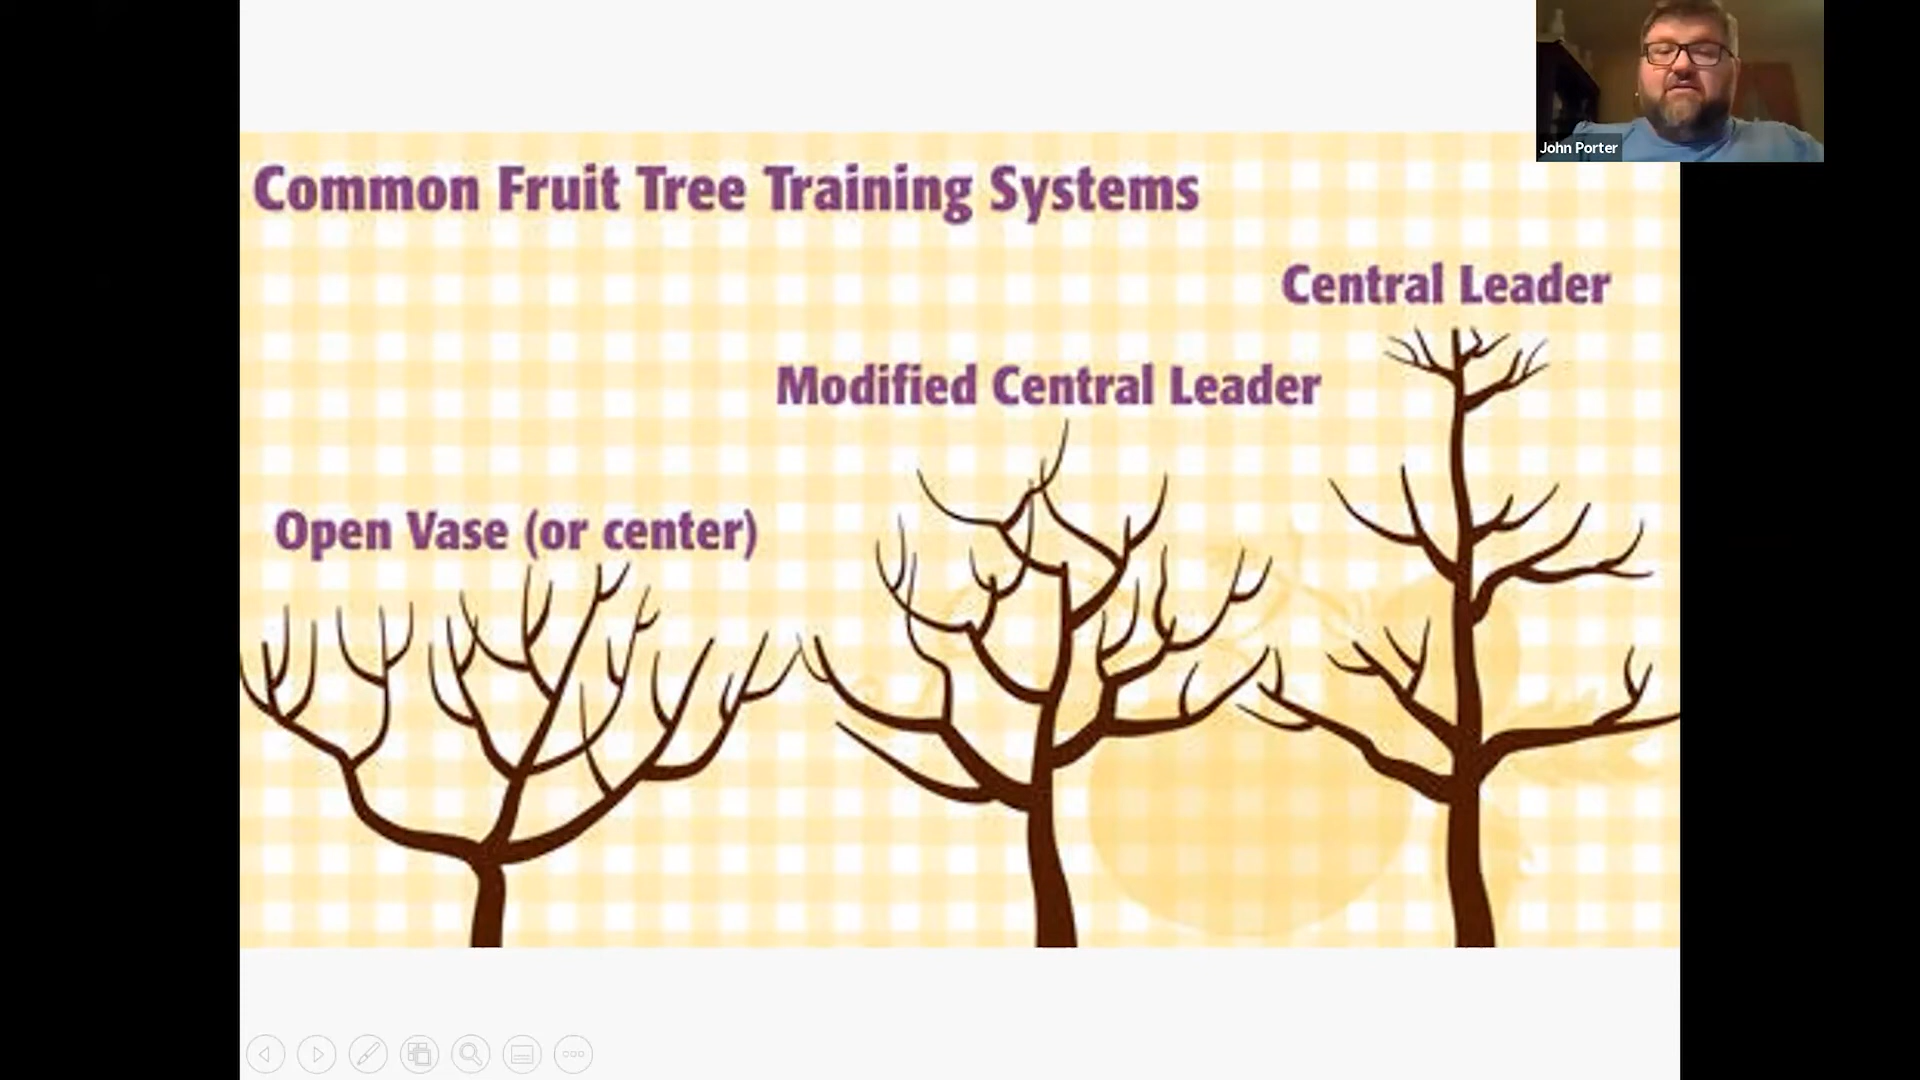 John Porter
Common Fruit Tree Training Systems
Central Leader
Modified Central Leader
Open Vase (or center)